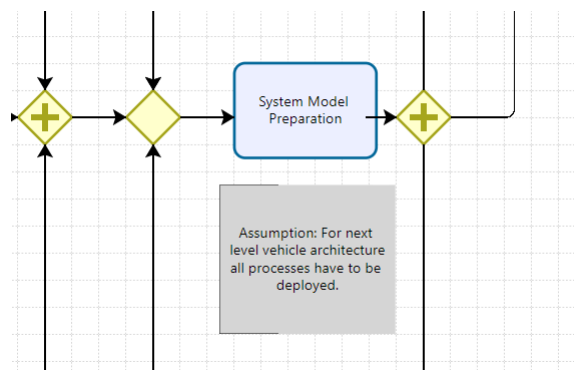 System Model
Preparation
Assumption: For next
level vehicle architecture
all processes have to be
deployed.